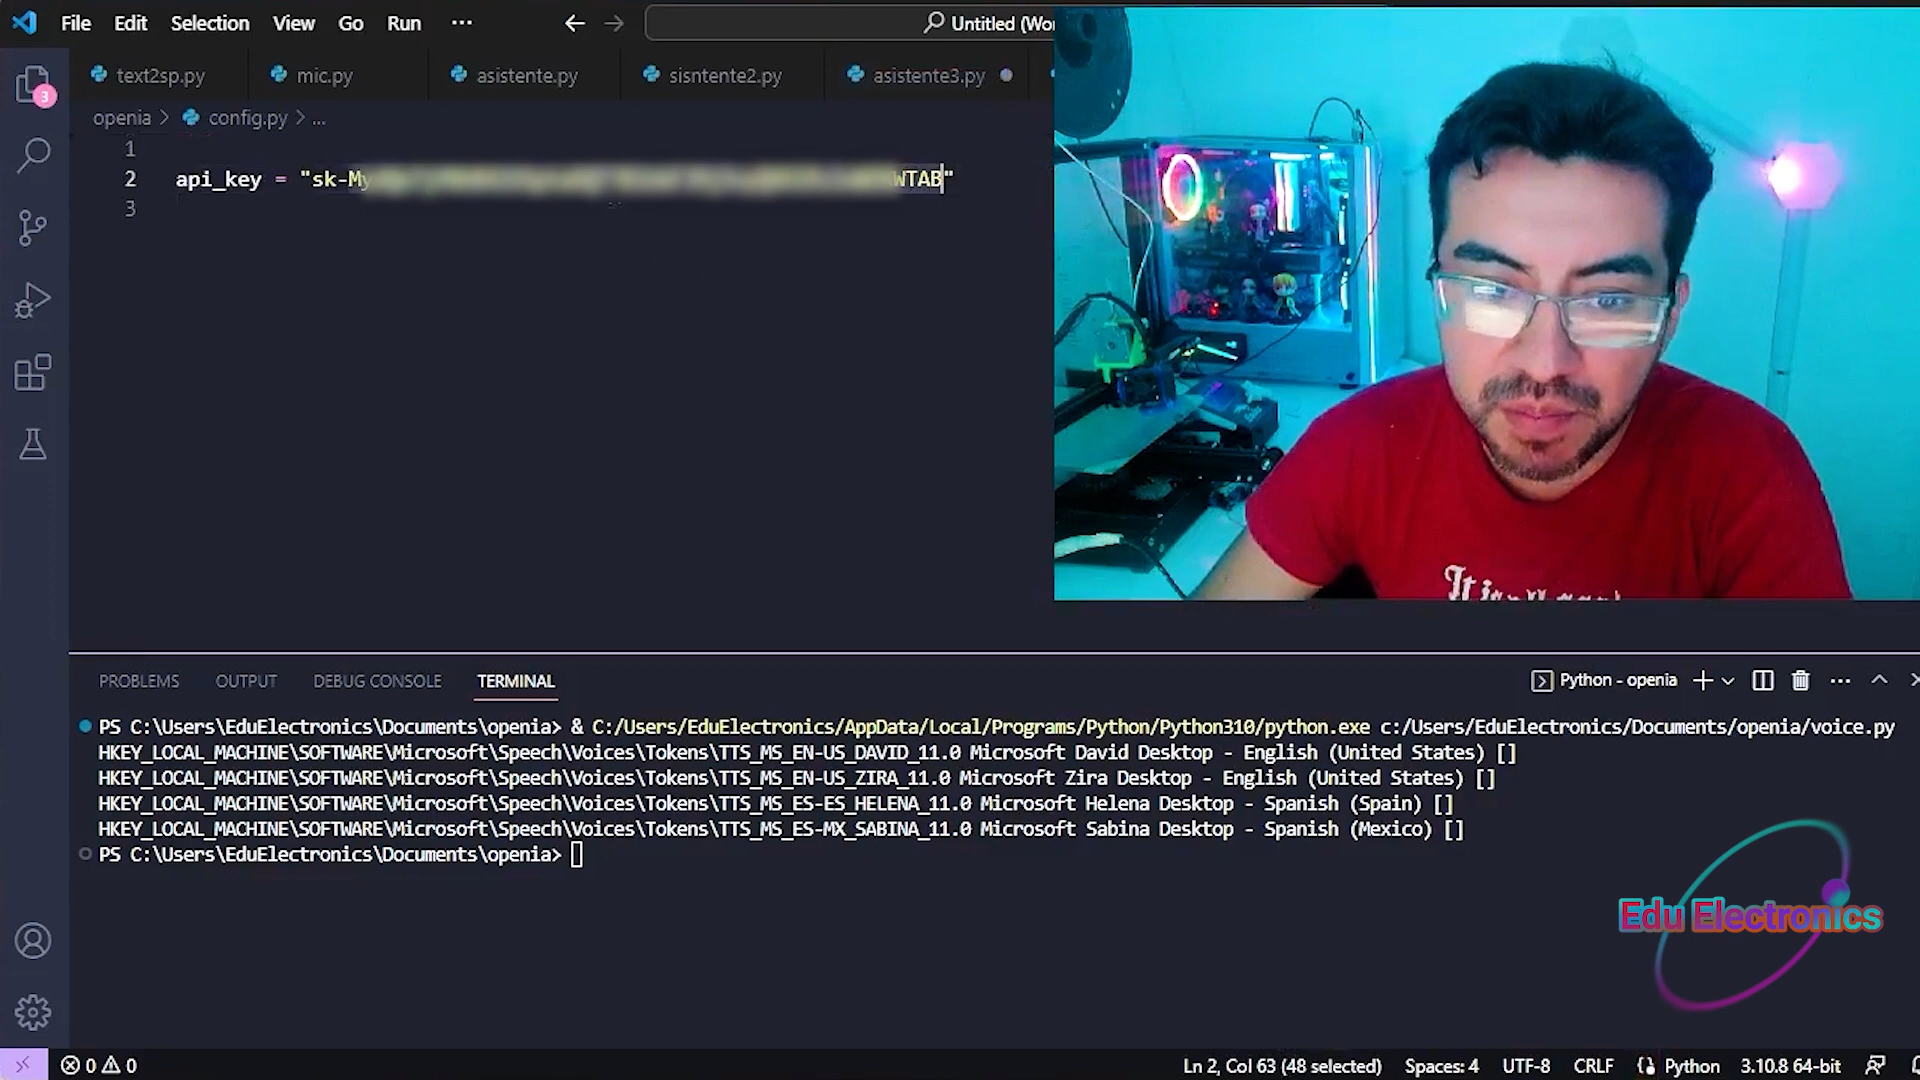 File Edit Selection View Go Run ...
Untitled (Wor
text2sp.py mic.py asistente.py sisntente2.py asistente3.py
openia > config.py > ...
1
2 api_key = "sk-My WTAB"
3
PROBLEMS OUTPUT DEBUG CONSOLE TERMINAL
Python - openia
PS C:\Users\EduElectronics\Documents\openia> & C:/Users/EduElectronics/AppData/Local/Programs/Python/Python310/python.exe c:/Users/EduElectronics/Documents/openia/voice.py
HKEY_LOCAL_MACHINE\SOFTWARE\Microsoft\Speech\Voices\Tokens\TTS_MS_EN-US_DAVID_11.0 Microsoft David Desktop - English (United States) []
HKEY_LOCAL_MACHINE\SOFTWARE\Microsoft\Speech\Voices\Tokens\TTS_MS_EN-US_ZIRA_11.0 Microsoft Zira Desktop - English (United States) []
HKEY_LOCAL_MACHINE\SOFTWARE\Microsoft\Speech\Voices\Tokens\TTS_MS_ES-ES_HELENA_11.0 Microsoft Helena Desktop - Spanish (Spain) []
HKEY_LOCAL_MACHINE\SOFTWARE\Microsoft\Speech\Voices\Tokens\TTS_MS_ES-MX_SABINA_11.0 Microsoft Sabina Desktop - Spanish (Mexico) []
PS C:\Users\EduElectronics\Documents\openia>
Edu Electronics
3
0 0
Ln 2, Col 63 (48 selected) Spaces: 4 UTF-8 CRLF Python 3.10.8 64-bit